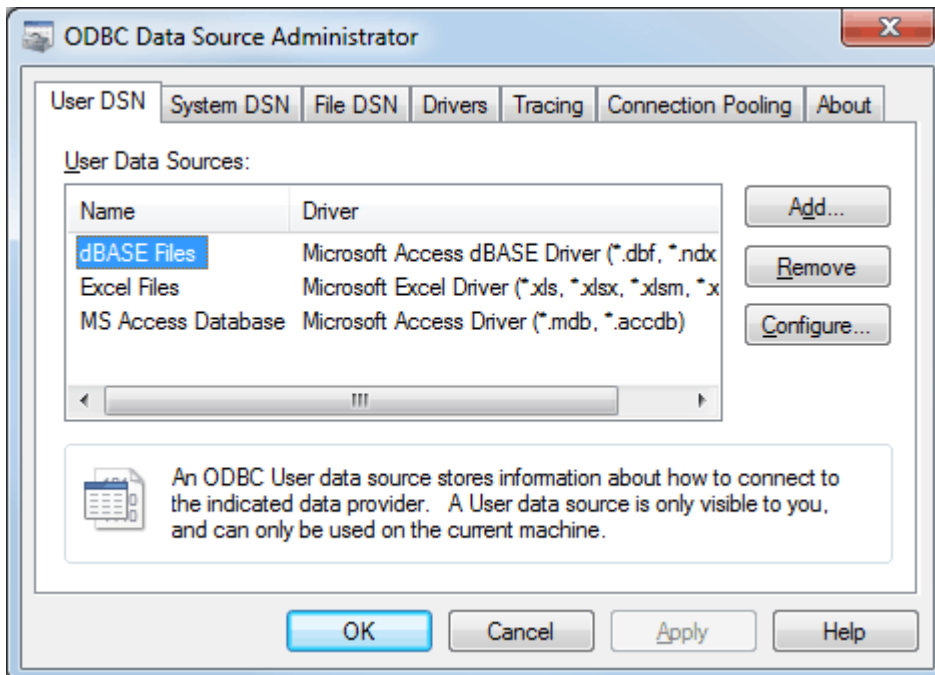 ODBC Data Source Administrator
User DSN System DSN File DSN Drivers Tracing Connection Pooling About
User Data Sources:
Name Driver
dBASE Files Microsoft Access dBASE Driver (*.dbf, *.ndx
Excel Files Microsoft Excel Driver (*.xls, *.xlsx, *.xlsm, *.x
MS Access Database Microsoft Access Driver (*.mdb, *.accdb)
Add...
Remove
Configure...
An ODBC User data source stores information about how to connect to
the indicated data provider. A User data source is only visible to you,
and can only be used on the current machine.
OK Cancel Apply Help